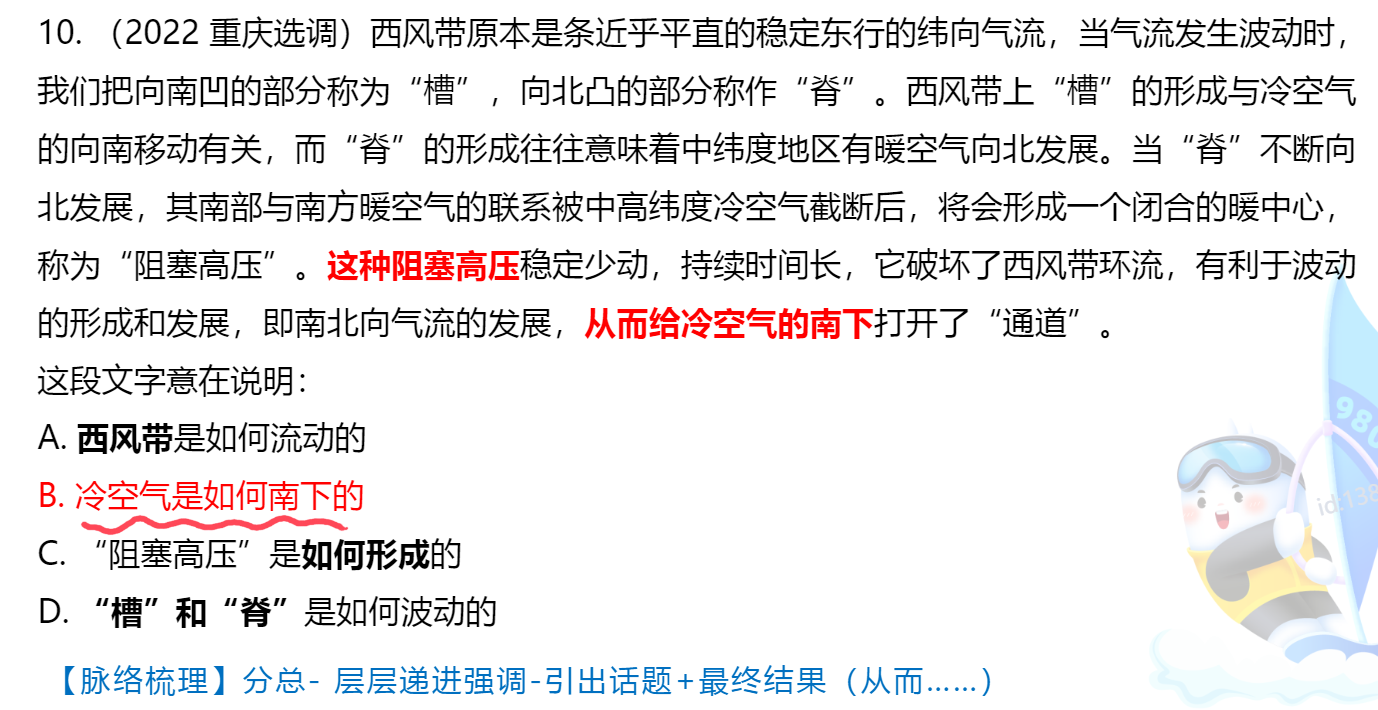 10. （2022 重庆选调）西风带原本是条近乎平直的稳定东行的纬向气流，当气流发生波动时，
我们把向南凹的部分称为“槽”，向北凸的部分称作“脊”。西风带上“槽”的形成与冷空气
的向南移动有关，而“脊”的形成往往意味着中纬度地区有暖空气向北发展。当“脊”不断向
北发展，其南部与南方暖空气的联系被中高纬度冷空气截断后，将会形成一个闭合的暖中心，
称为“阻塞高压”。这种阻塞高压稳定少动，持续时间长，它破坏了西风带环流，有利于波动
的形成和发展，即南北向气流的发展，从而给冷空气的南下打开了“通道”。
这段文字意在说明：
A. 西风带是如何流动的
B. 冷空气是如何南下的
C. “阻塞高压”是如何形成的
D. “槽”和“脊”是如何波动的
【脉络梳理】分总- 层层递进强调-引出话题+最终结果（从而……）
980
id:138